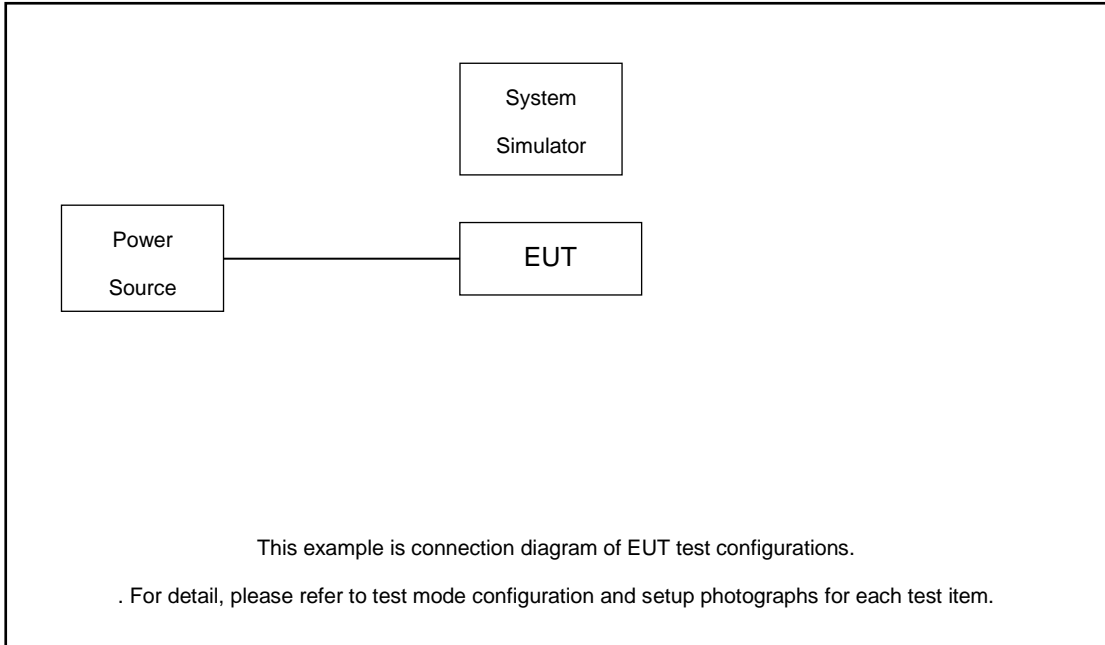 System
Simulator
Power
Source
EUT
This example is connection diagram of EUT test configurations.
. For detail, please refer to test mode configuration and setup photographs for each test item.